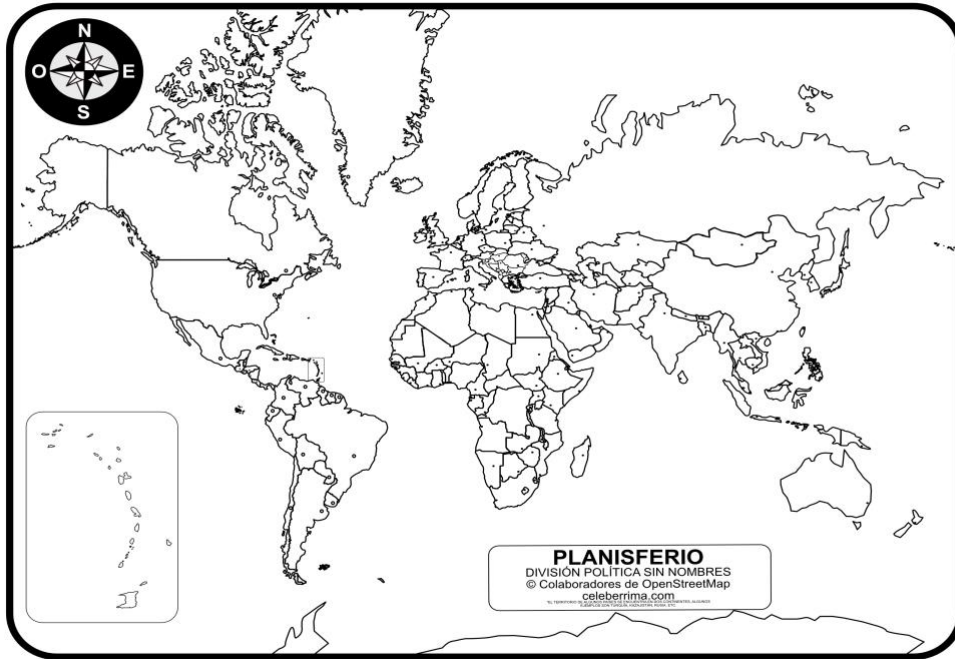 N
O E
S
PLANISFERIO
DIVISIÓN POLÍTICA SIN NOMBRES
© Colaboradores de OpenStreetMap
celeberrima.com